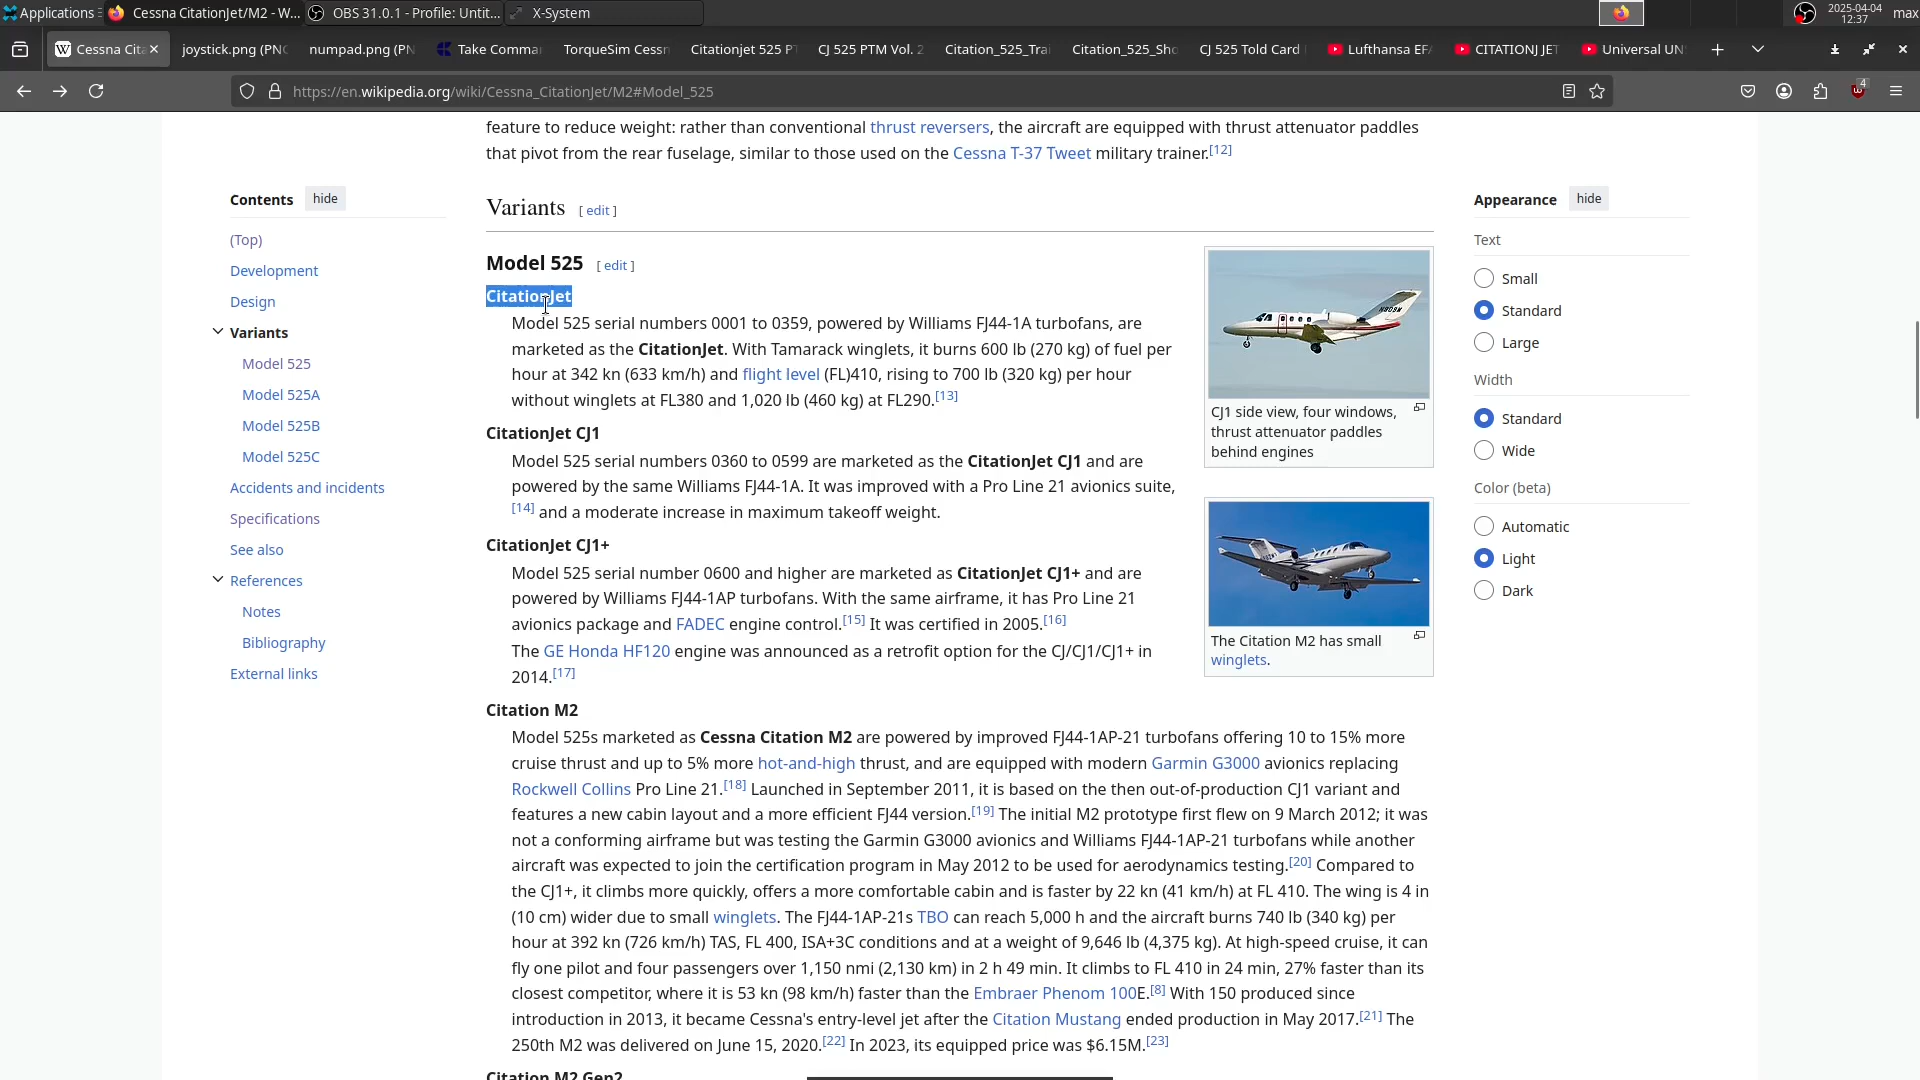 Applications
Cessna CitationJet/M2 - W...
OBS 31.0.1 - Profile: Untit...
X-System
2025-04-04
12:37
max
Cessna Cita
joystick.png (PNG
numpad.png (PN
Take Comma
TorqueSim Cessn
Citationjet 525 PT
CJ 525 PTM Vol. 2
Citation_525_Trai
Citation_525_Sho
CJ 525 Told Card
Lufthansa EFA
CITATIONJ JET
Universal UN
https://en.wikipedia.org/wiki/Cessna_CitationJet/M2#Model_525
4
feature to reduce weight: rather than conventional thrust reversers, the aircraft are equipped with thrust attenuator paddles
that pivot from the rear fuselage, similar to those used on the Cessna T-37 Tweet military trainer.[12]
Contents hide
(Top)
Development
Design
Variants
Model 525
Model 525A
Model 525B
Model 525C
Accidents and incidents
Specifications
See also
References
Notes
Bibliography
External links
Variants [ edit ]
Model 525 [ edit ]
CitationJet
Model 525 serial numbers 0001 to 0359, powered by Williams FJ44-1A turbofans, are
marketed as the CitationJet. With Tamarack winglets, it burns 600 lb (270 kg) of fuel per
hour at 342 kn (633 km/h) and flight level (FL)410, rising to 700 lb (320 kg) per hour
without winglets at FL380 and 1,020 lb (460 kg) at FL290.[13]
CitationJet CJ1
Model 525 serial numbers 0360 to 0599 are marketed as the CitationJet CJ1 and are
powered by the same Williams FJ44-1A. It was improved with a Pro Line 21 avionics suite,
[14] and a moderate increase in maximum takeoff weight.
CitationJet CJ1+
Model 525 serial number 0600 and higher are marketed as CitationJet CJ1+ and are
powered by Williams FJ44-1AP turbofans. With the same airframe, it has Pro Line 21
avionics package and FADEC engine control.[15] It was certified in 2005.[16]
The GE Honda HF120 engine was announced as a retrofit option for the CJ/CJ1/CJ1+ in
2014.[17]
Citation M2
Model 525s marketed as Cessna Citation M2 are powered by improved FJ44-1AP-21 turbofans offering 10 to 15% more
cruise thrust and up to 5% more hot-and-high thrust, and are equipped with modern Garmin G3000 avionics replacing
Rockwell Collins Pro Line 21.[18] Launched in September 2011, it is based on the then out-of-production CJ1 variant and
features a new cabin layout and a more efficient FJ44 version.[19] The initial M2 prototype first flew on 9 March 2012; it was
not a conforming airframe but was testing the Garmin G3000 avionics and Williams FJ44-1AP-21 turbofans while another
aircraft was expected to join the certification program in May 2012 to be used for aerodynamics testing.[20] Compared to
the CJ1+, it climbs more quickly, offers a more comfortable cabin and is faster by 22 kn (41 km/h) at FL 410. The wing is 4 in
(10 cm) wider due to small winglets. The FJ44-1AP-21s TBO can reach 5,000 h and the aircraft burns 740 lb (340 kg) per
hour at 392 kn (726 km/h) TAS, FL 400, ISA+3C conditions and at a weight of 9,646 lb (4,375 kg). At high-speed cruise, it can
fly one pilot and four passengers over 1,150 nmi (2,130 km) in 2 h 49 min. It climbs to FL 410 in 24 min, 27% faster than its
closest competitor, where it is 53 kn (98 km/h) faster than the Embraer Phenom 100E.[8] With 150 produced since
introduction in 2013, it became Cessna's entry-level jet after the Citation Mustang ended production in May 2017.[21] The
250th M2 was delivered on June 15, 2020.[22] In 2023, its equipped price was $6.15M.[23]
Citation M2 Gen2
CJ1 side view, four windows,
thrust attenuator paddles
behind engines
The Citation M2 has small
winglets.
Appearance hide
Text
Small
Standard
Large
Width
Standard
Wide
Color (beta)
Automatic
Light
Dark